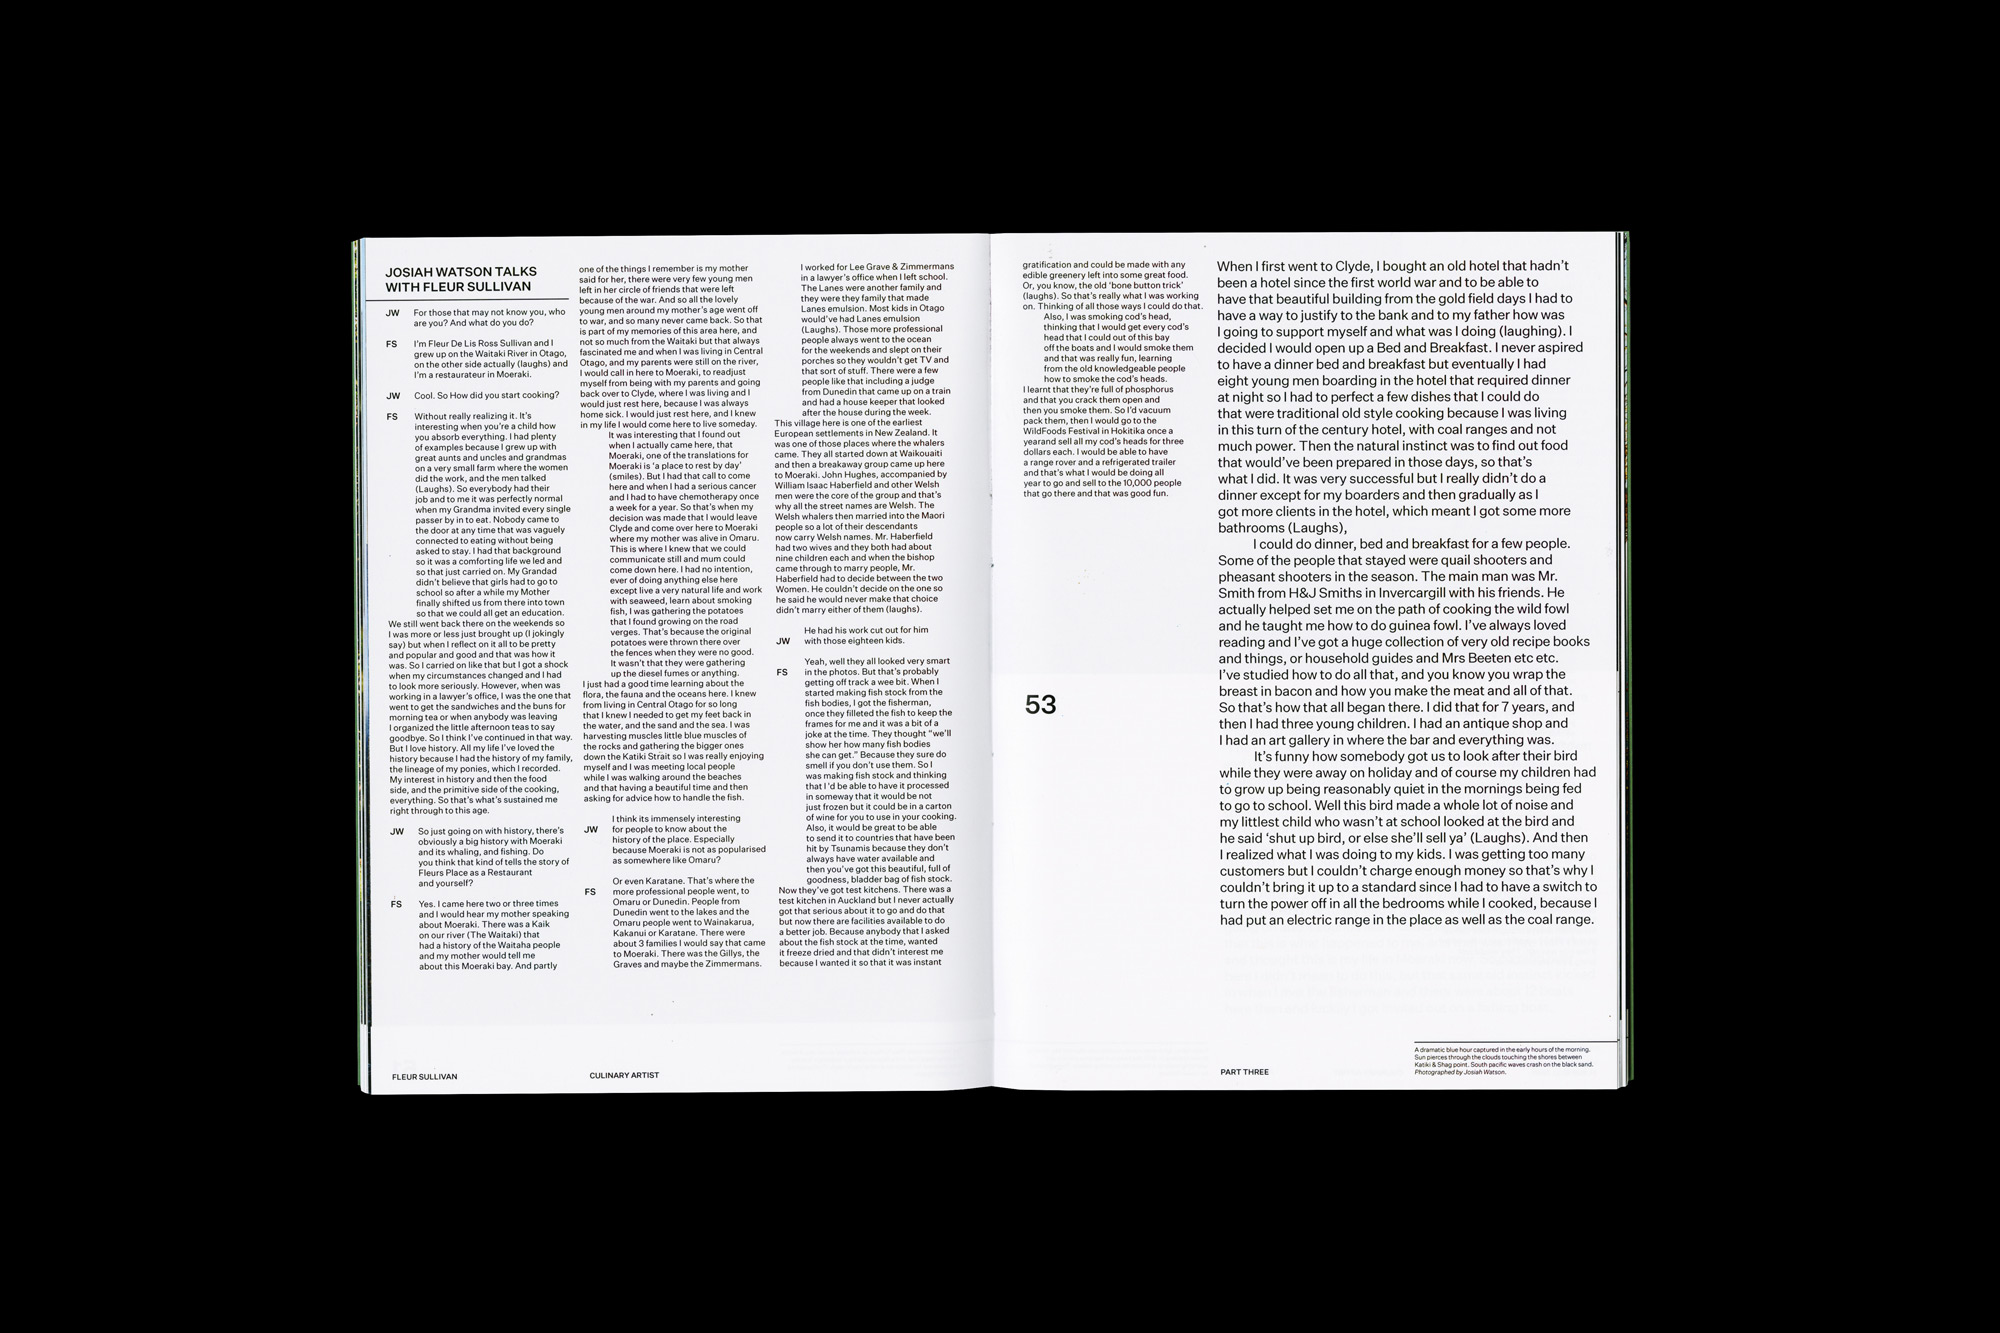 JOSIAH WATSON TALKS
WITH FLEUR SULLIVAN
JW For those that may not know you, who
are you? And what do you do?
FS I'm Fleur De Lis Ross Sullivan and I
grew up on the Waitaki River in Otago,
on the other side actually (laughs) and
I'm a restaurateur in Moeraki.
JW Cool. So How did you start cooking?
FS Without really realizing it. It's
interesting when you're a child how
you absorb everything. I had plenty
of examples because I grew up with
great aunts and uncles and grandmas
on a very small farm where the women
did the work, and the men talked
(Laughs). So everybody had their
job and to me it was perfectly normal
when my Grandma invited every single
passer by in to eat. Nobody came to
the door at any time that was vaguely
connected to eating without being
asked to stay. I had that background
so it was a comforting life we led and
so that just carried on. My Grandad
didn't believe that girls had to go to
school so after a while my Mother
finally shifted us from there into town
so that we could all get an education.
We still went back there on the weekends so
I was more or less just brought up (I jokingly
say) but when I reflect on it all to be pretty
and popular and good and that was how it
was. So I carried on like that but I got a shock
when my circumstances changed and I had
to look more seriously. However, when was
working in a lawyer's office, I was the one that
went to get the sandwiches and the buns for
morning tea or when anybody was leaving
I organized the little afternoon teas to say
goodbye. So I think I've continued in that way.
But I love history. All my life I've loved the
history because I had the history of my family,
the lineage of my ponies, which I recorded.
My interest in history and then the food
side, and the primitive side of the cooking,
everything. So that's what's sustained me
right through to this age.
JW So just going on with history, there's
obviously a big history with Moeraki
and its whaling, and fishing. Do
you think that kind of tells the story of
Fleurs Place as a Restaurant
and yourself?
FS Yes. I came here two or three times
and I would hear my mother speaking
about Moeraki. There was a Kaik
on our river (The Waitaki) that
had a history of the Waitaha people
and my mother would tell me
about this Moeraki bay. And partly
one of the things I remember is my mother
said for her, there were very few young men
left in her circle of friends that were left
because of the war. And so all the lovely
young men around my mother's age went off
to war, and so many never came back. So that
is part of my memories of this area here, and
not so much from the Waitaki but that always
fascinated me and when I was living in Central
Otago, and my parents were still on the river,
I would call in here to Moeraki, to readjust
myself from being with my parents and going
back over to Clyde, where I was living and I
would just rest here, because I was always
home sick. I would just rest here, and I knew
in my life I would come here to live someday.
It was interesting that I found out
when I actually came here, that
Moeraki, one of the translations for
Moeraki is 'a place to rest by day'
(smiles). But I had that call to come
here and when I had a serious cancer
and I had to have chemotherapy once
a week for a year. So that's when my
decision was made that I would leave
Clyde and come over here to Moeraki
where my mother was alive in Omaru.
This is where I knew that we could
communicate still and mum could
come down here. I had no intention,
ever of doing anything else here
except live a very natural life and work
with seaweed, learn about smoking
fish, I was gathering the potatoes
that I found growing on the road
verges. That's because the original
potatoes were thrown there over
the fences when they were no good.
It wasn't that they were gathering
up the diesel fumes or anything.
I just had a good time learning about the
flora, the fauna and the oceans here. I knew
from living in Central Otago for so long
that I knew I needed to get my feet back in
the water, and the sand and the sea. I was
harvesting muscles little blue muscles of
the rocks and gathering the bigger ones
down the Katiki Strait so I was really enjoying
myself and I was meeting local people
while I was walking around the beaches
and that having a beautiful time and then
asking for advice how to handle the fish.
I think its immensely interesting
JW for people to know about the
history of the place. Especially
because Moeraki is not as popularised
as somewhere like Omaru?
Or even Karatane. That's where the
FS more professional people went, to
Omaru or Dunedin. People from
Dunedin went to the lakes and the
Omaru people went to Wainakarua,
Kakanui or Karatane. There were
about 3 families I would say that came
to Moeraki. There was the Gillys, the
Graves and maybe the Zimmermans.
I worked for Lee Grave & Zimmermans
in a lawyer's office when I left school.
The Lanes were another family and
they were they family that made
Lanes emulsion. Most kids in Otago
would've had Lanes emulsion
(Laughs). Those more professional
people always went to the ocean
for the weekends and slept on their
porches so they wouldn't get TV and
that sort of stuff. There were a few
people like that including a judge
from Dunedin that came up on a train
and had a house keeper that looked
after the house during the week.
This village here is one of the earliest
European settlements in New Zealand. It
was one of those places where the whalers
came. They all started down at Waikouaiti
and then a breakaway group came up here
to Moeraki. John Hughes, accompanied by
William Isaac Haberfield and other Welsh
men were the core of the group and that's
why all the street names are Welsh. The
Welsh whalers then married into the Maori
people so a lot of their descendants
now carry Welsh names. Mr. Haberfield
had two wives and they both had about
nine children each and when the bishop
came through to marry people, Mr.
Haberfield had to decide between the two
Women. He couldn't decide on the one so
he said he would never make that choice
didn't marry either of them (laughs).
He had his work cut out for him
JW with those eighteen kids.
Yeah, well they all looked very smart
FS in the photos. But that's probably
getting off track a wee bit. When I
started making fish stock from the
fish bodies, I got the fisherman,
once they filleted the fish to keep the
frames for me and it was a bit of a
joke at the time. They thought "we'll
show her how many fish bodies
she can get." Because they sure do
smell if you don't use them. So I
was making fish stock and thinking
that I'd be able to have it processed
in someway that it would be not
just frozen but it could be in a carton
of wine for you to use in your cooking.
Also, it would be great to be able
to send it to countries that have been
hit by Tsunamis because they don't
always have water available and
then you've got this beautiful, full of
goodness, bladder bag of fish stock.
Now they've got test kitchens. There was a
test kitchen in Auckland but I never actually
got that serious about it to go and do that
but now there are facilities available to do
a better job. Because anybody that I asked
about the fish stock at the time, wanted
it freeze dried and that didn't interest me
because I wanted it so that it was instant
FLEUR SULLIVAN
CULINARY ARTIST
gratification and could be made with any
edible greenery left into some great food.
Or, you know, the old 'bone button trick'
(laughs). So that's really what I was working
on. Thinking of all those ways I could do that.
Also, I was smoking cod's head,
thinking that I would get every cod's
head that I could out of this bay
off the boats and I would smoke them
and that was really fun, learning
from the old knowledgeable people
how to smoke the cod's heads.
I learnt that they're full of phosphorus
and that you crack them open and
then you smoke them. So I'd vacuum
pack them, then I would go to the
WildFoods Festival in Hokitika once a
yearand sell all my cod's heads for three
dollars each. I would be able to have
a range rover and a refrigerated trailer
and that's what I would be doing all
year to go and sell to the 10,000 people
that go there and that was good fun.
53
When I first went to Clyde, I bought an old hotel that hadn't
been a hotel since the first world war and to be able to
have that beautiful building from the gold field days I had to
have a way to justify to the bank and to my father how was
I going to support myself and what was I doing (laughing). I
decided I would open up a Bed and Breakfast. I never aspired
to have a dinner bed and breakfast but eventually I had
eight young men boarding in the hotel that required dinner
at night so I had to perfect a few dishes that I could do
that were traditional old style cooking because I was living
in this turn of the century hotel, with coal ranges and not
much power. Then the natural instinct was to find out food
that would've been prepared in those days, so that's
what I did. It was very successful but I really didn't do a
dinner except for my boarders and then gradually as I
got more clients in the hotel, which meant I got some more
bathrooms (Laughs),
I could do dinner, bed and breakfast for a few people.
Some of the people that stayed were quail shooters and
pheasant shooters in the season. The main man was Mr.
Smith from H&J Smiths in Invercargill with his friends. He
actually helped set me on the path of cooking the wild fowl
and he taught me how to do guinea fowl. I've always loved
reading and I've got a huge collection of very old recipe books
and things, or household guides and Mrs Beeten etc etc.
I've studied how to do all that, and you know you wrap the
breast in bacon and how you make the meat and all of that.
So that's how that all began there. I did that for 7 years, and
then I had three young children. I had an antique shop and
I had an art gallery in where the bar and everything was.
It's funny how somebody got us to look after their bird
while they were away on holiday and of course my children had
to grow up being reasonably quiet in the mornings being fed
to go to school. Well this bird made a whole lot of noise and
my littlest child who wasn't at school looked at the bird and
he said 'shut up bird, or else she'll sell ya' (Laughs). And then
I realized what I was doing to my kids. I was getting too many
customers but I couldn't charge enough money so that's why I
couldn't bring it up to a standard since I had to have a switch to
turn the power off in all the bedrooms while I cooked, because I
had put an electric range in the place as well as the coal range.
PART THREE
A dramatic blue hour captured in the early hours of the morning.
Sun pierces through the clouds touching the shores between
Katiki & Shag point. South pacific waves crash on the black sand.
Photographed by Josiah Watson.